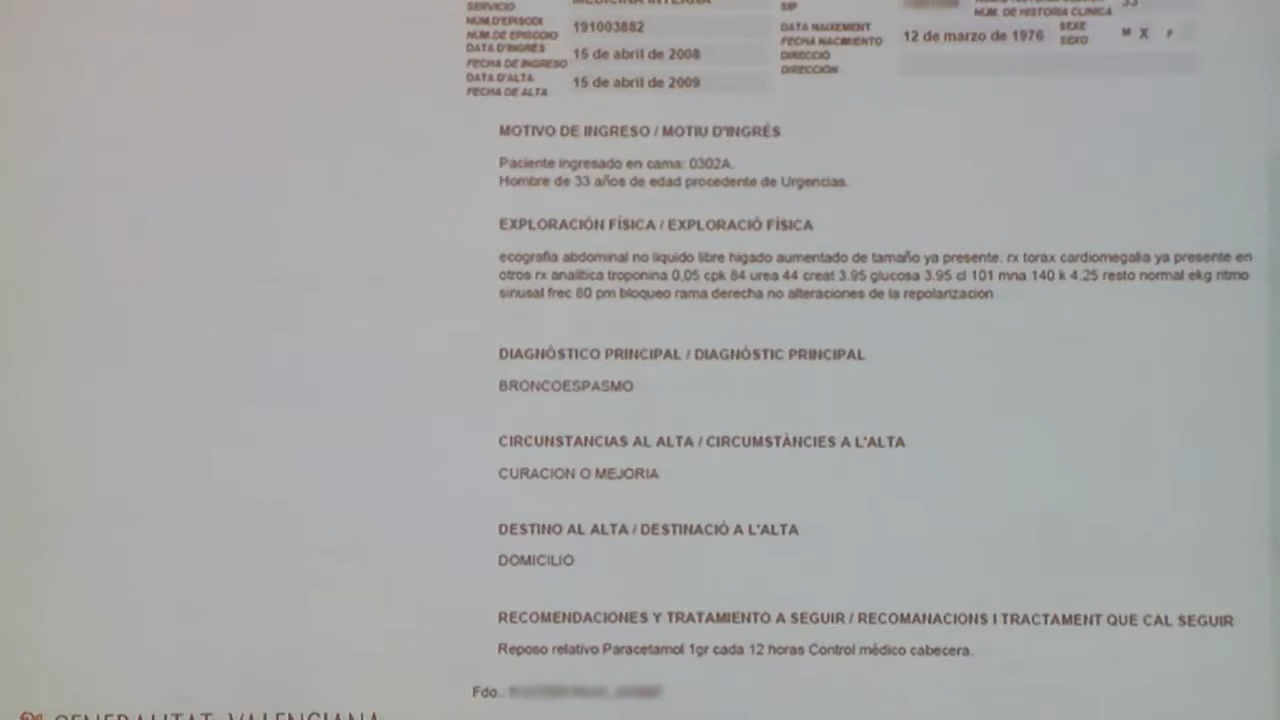 SERVICIO MEDICINA INTERNA SIP
NÚM. DE HISTORIA CLÍNICA 33
NÚM. D'EPISODI
NÚM. DE EPISODIO 191003882
DATA NAIXEMENT
FECHA NACIMIENTO 12 de marzo de 1976
SEXE
SEXO M X F
DATA D'INGRÉS
FECHA DE INGRESO 15 de abril de 2008
DIRECCIÓ
DIRECCIÓN
DATA D'ALTA
FECHA DE ALTA 15 de abril de 2009
MOTIVO DE INGRESO / MOTIU D'INGRÉS
Paciente ingresado en cama: 0302A.
Hombre de 33 años de edad procedente de Urgencias.
EXPLORACIÓN FÍSICA / EXPLORACIÓ FÍSICA
ecografia abdominal no liquido libre higado aumentado de tamaño ya presente. rx torax cardiomegalia ya presente en
otros rx analitica troponina 0.05 cpk 84 urea 44 creat 3.95 glucosa 3.95 cl 101 mna 140 k 4.25 resto normal ekg ritmo
sinusal frec 80 pm bloqueo rama derecha no alteraciones de la repolarizacion
DIAGNÓSTICO PRINCIPAL / DIAGNÒSTIC PRINCIPAL
BRONCOESPASMO
CIRCUNSTANCIAS AL ALTA / CIRCUMSTÀNCIES A L'ALTA
CURACION O MEJORIA
DESTINO AL ALTA / DESTINACIÓ A L'ALTA
DOMICILIO
RECOMENDACIONES Y TRATAMIENTO A SEGUIR / RECOMANACIONS I TRACTAMENT QUE CAL SEGUIR
Reposo relativo Paracetamol 1gr cada 12 horas Control médico cabecera.
Fdo.
GENERALITAT VALENCIANA